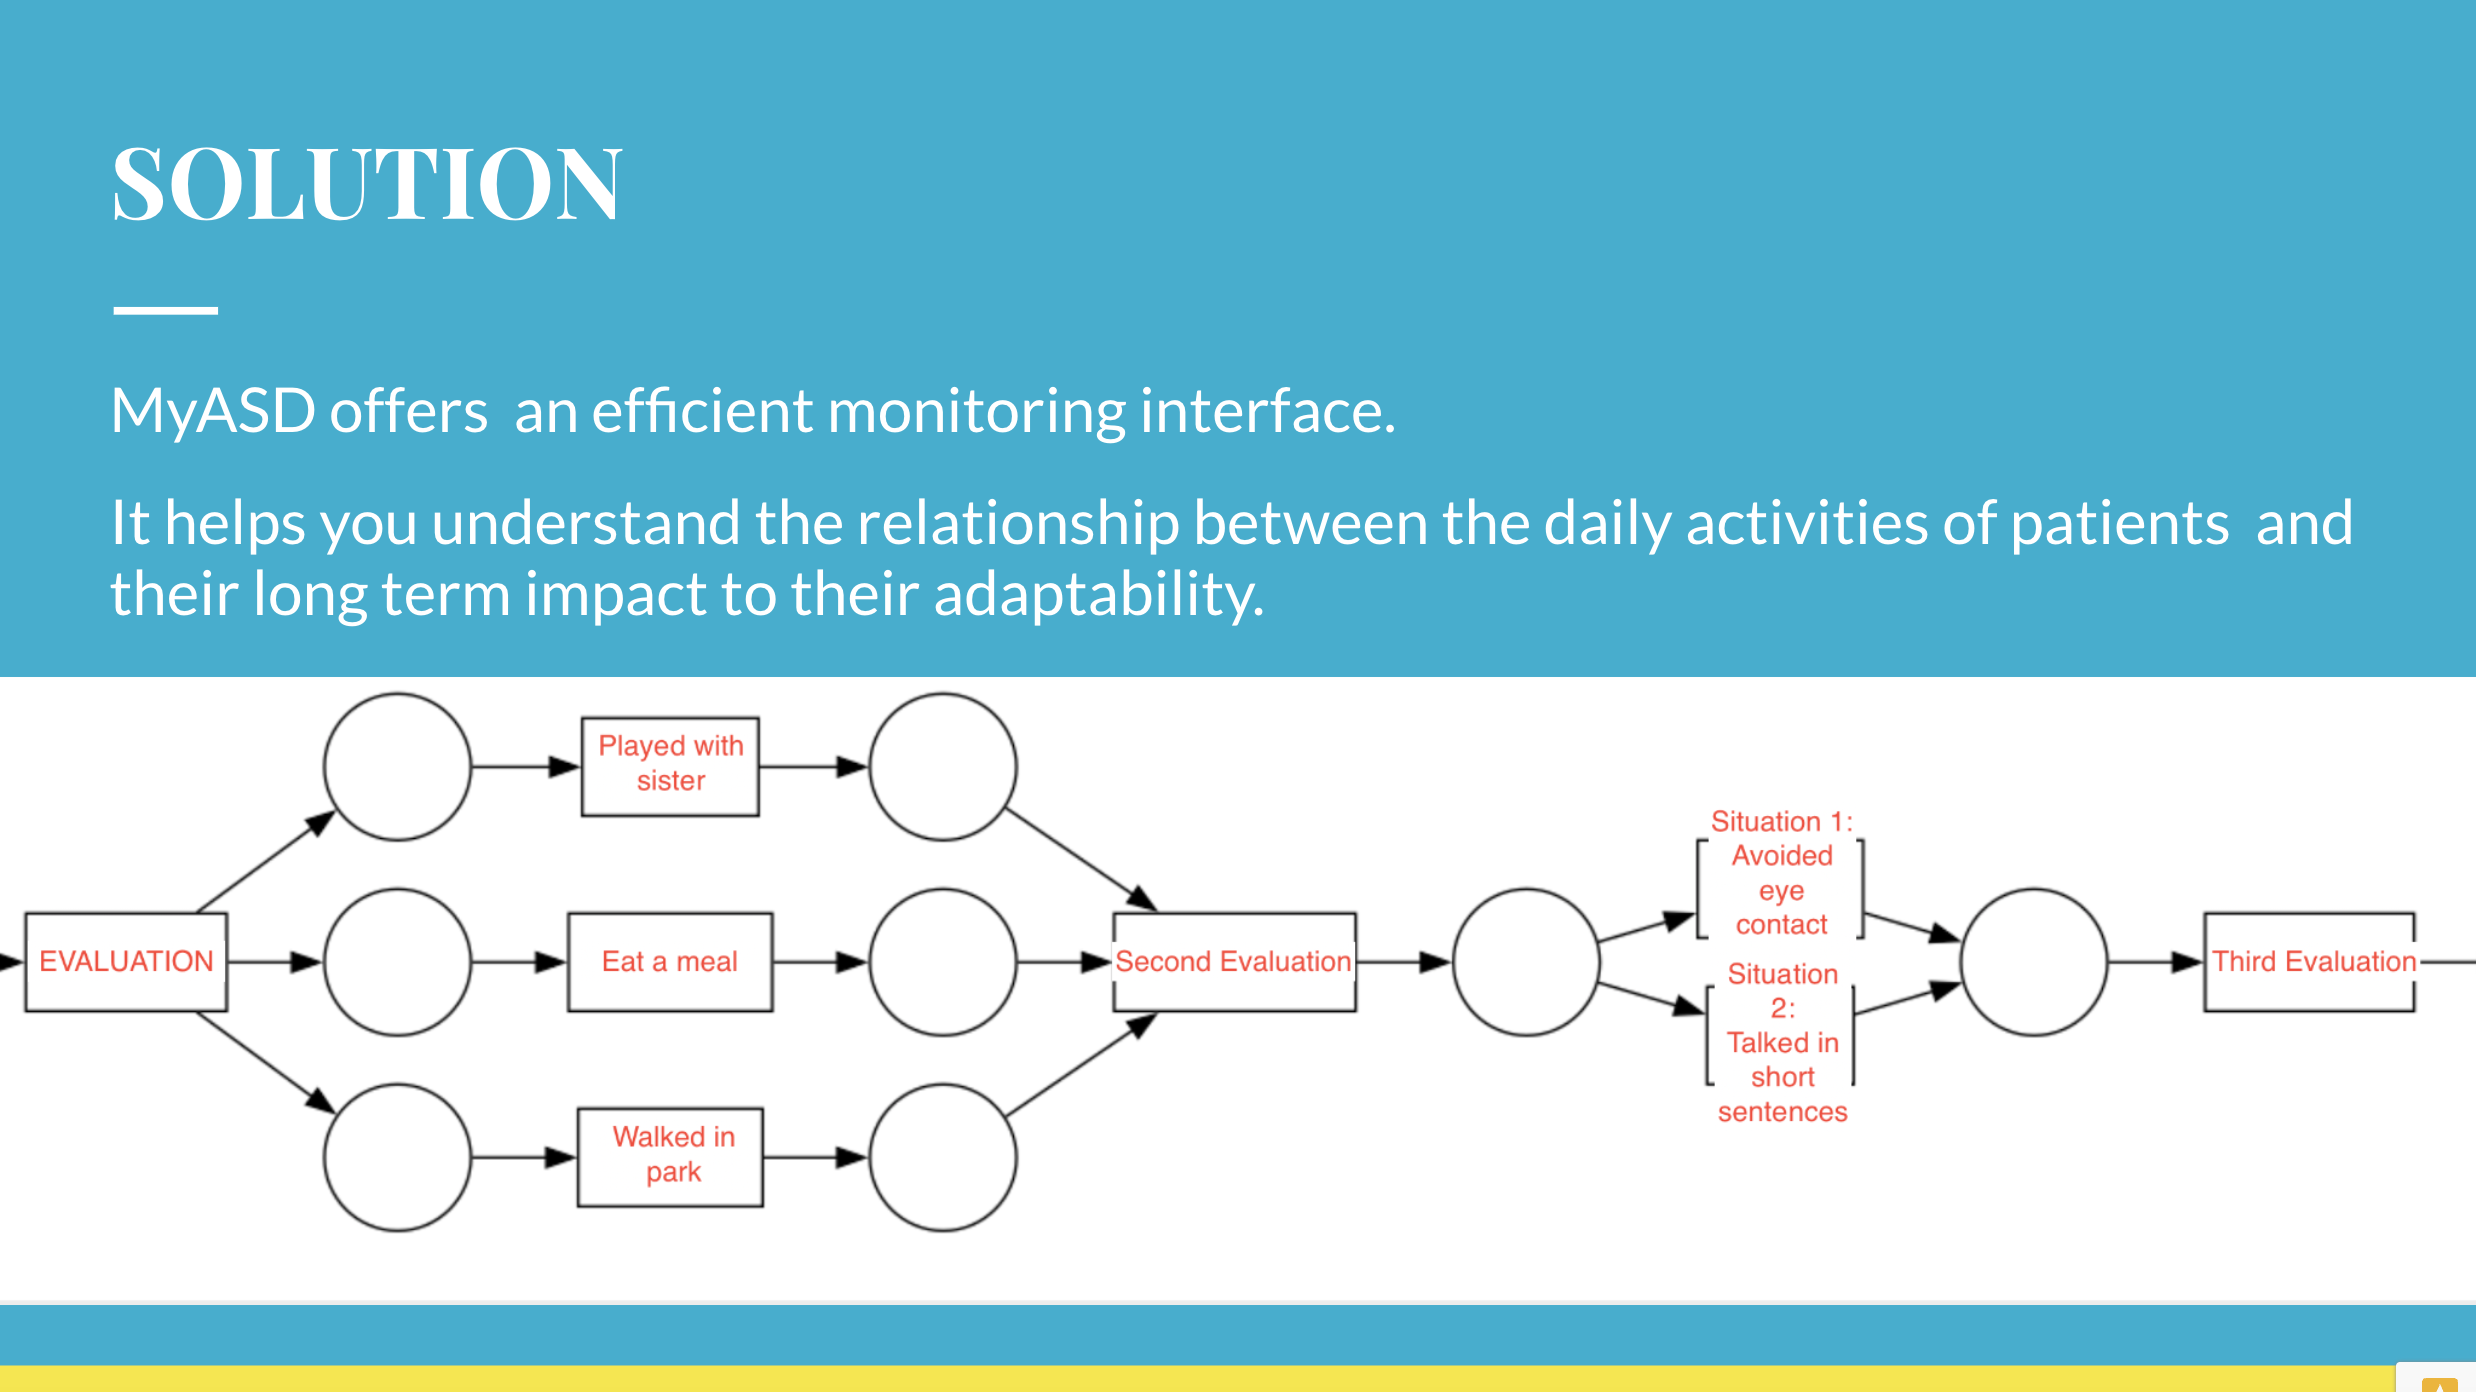 SOLUTION
MyASD offers  an efficient monitoring interface.
It helps you understand the relationship between the daily activities of patients  and
their long term impact to their adaptability.
Played with
sister
EVALUATION
Eat a meal
Walked in
park
Second Evaluation
Situation 1:
Avoided
eye
contact
Situation
2:
Talked in
short
sentences
Third Evaluation